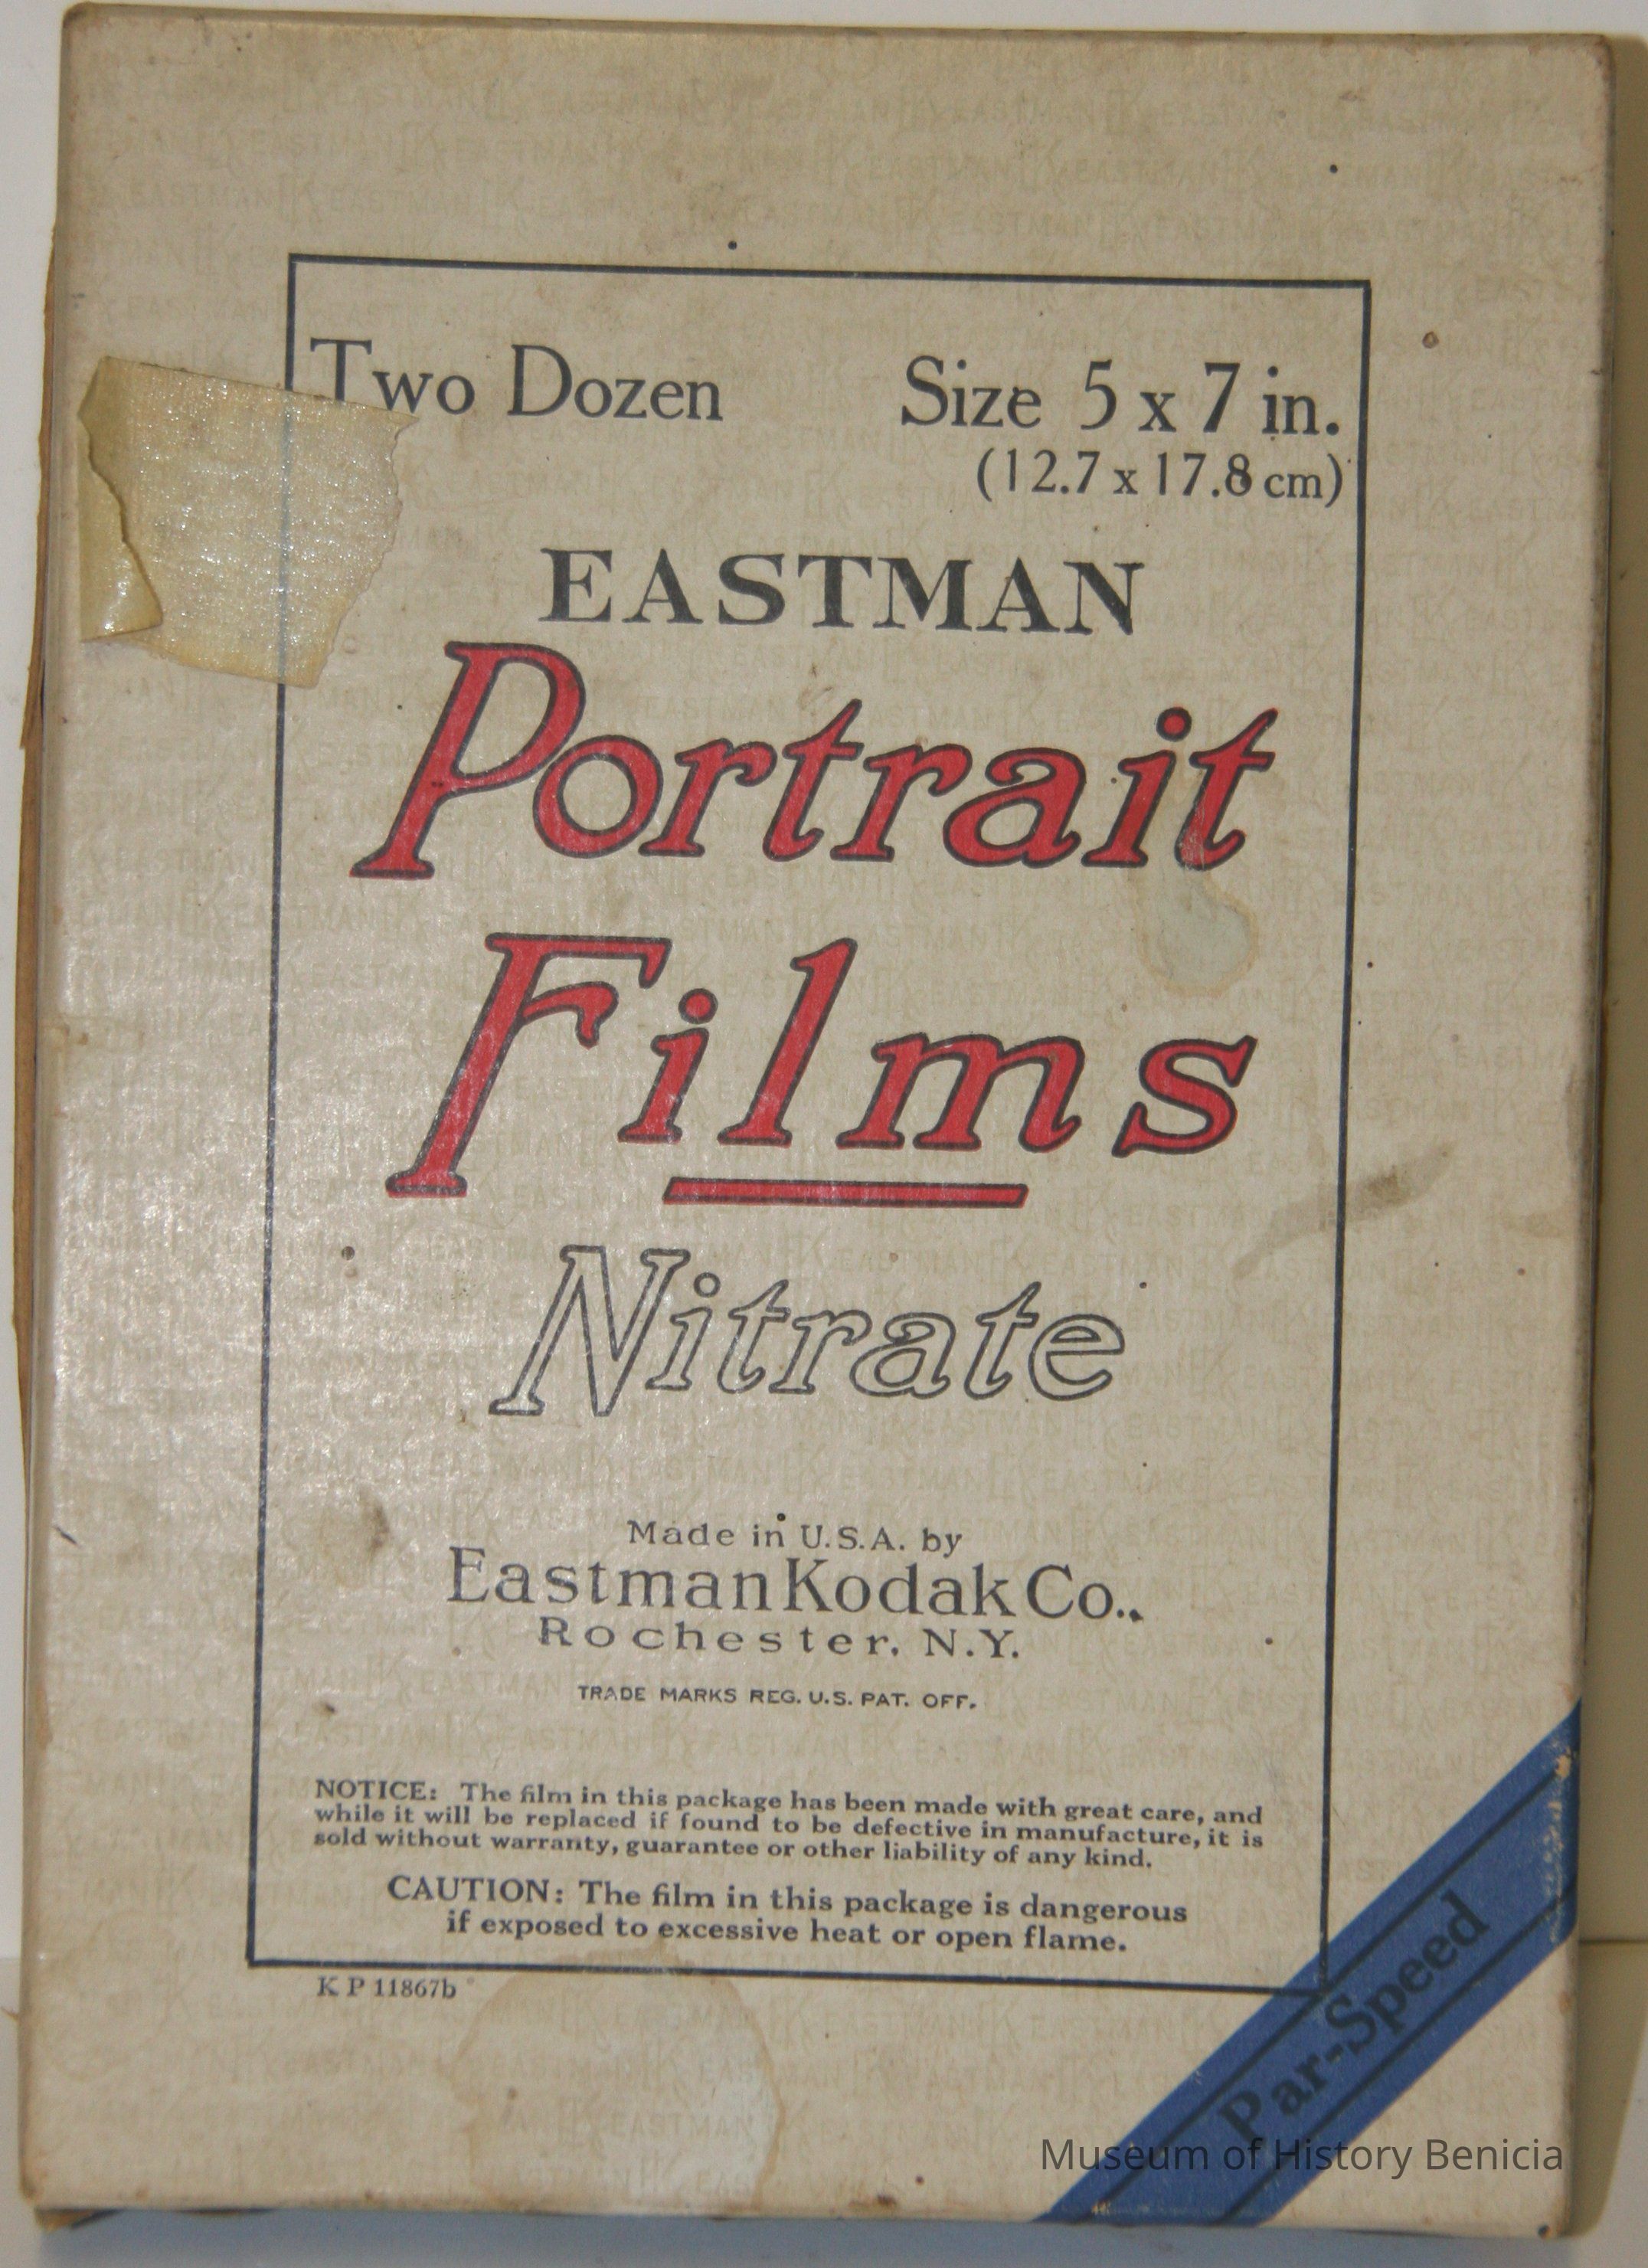 Two Dozen Size 5 x 7 in.
(12.7 x 17.8 cm)
EASTMAN
Portrait
Films
Nitrate
Made in U.S.A. by
Eastman Kodak Co.,
Rochester, N.Y.
TRADE MARKS REG. U.S. PAT. OFF.
NOTICE: The film in this package has been made with great care, and
while it will be replaced if found to be defective in manufacture, it is
sold without warranty, guarantee or other liability of any kind.
CAUTION: The film in this package is dangerous
if exposed to excessive heat or open flame.
K P 11867b
Par-Speed
Museum of History Benicia